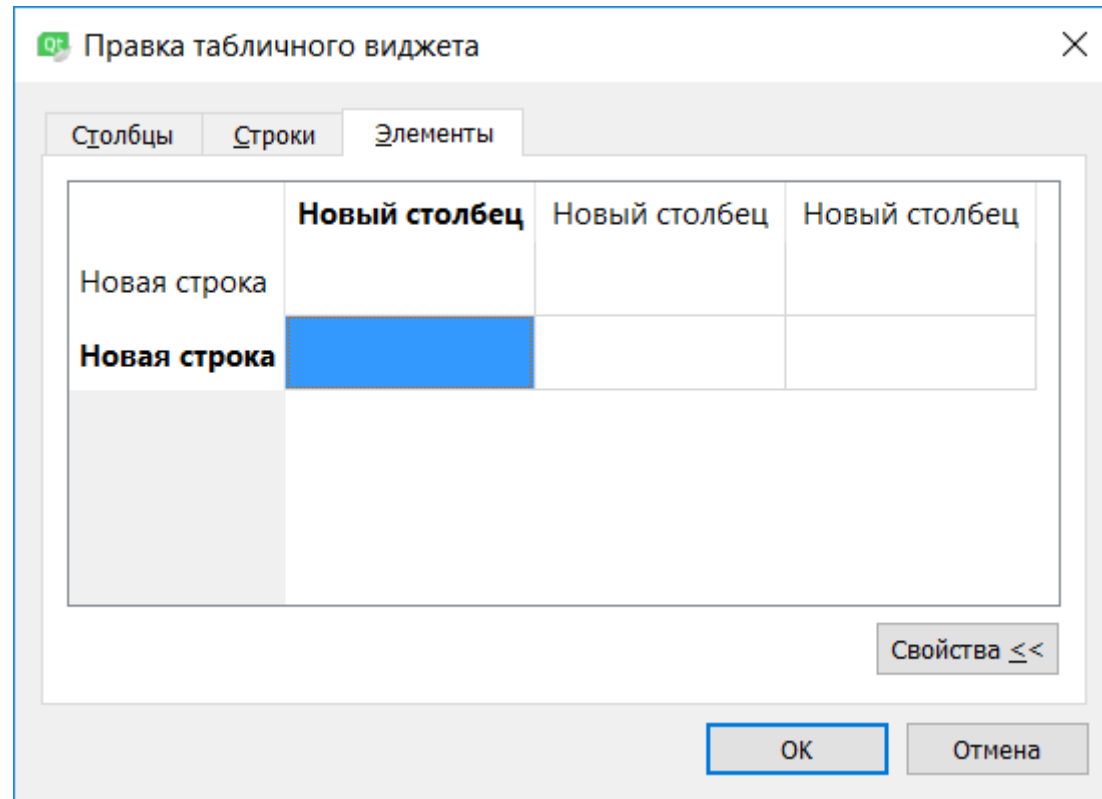 Qt Правка табличного виджета
Столбцы Строки Элементы
Новый столбец Новый столбец Новый столбец
Новая строка
Новая строка
Свойства <<
OK Отмена